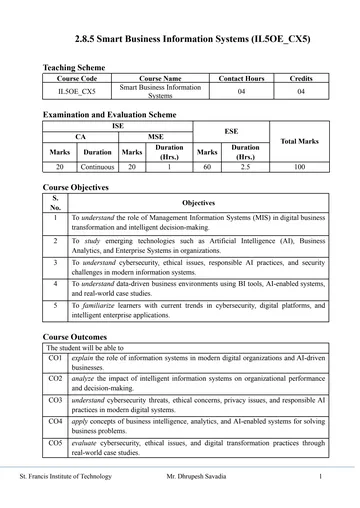 2.8.5 Smart Business Information Systems (IL5OE_CX5)
Teaching Scheme
Course Code Course Name Contact Hours Credits
IL5OE_CX5 Smart Business Information Systems 04 04
Examination and Evaluation Scheme
ISE ESE Total Marks
CA MSE
Marks Duration Marks Duration (Hrs.) Marks Duration (Hrs.)
20 Continuous 20 1 60 2.5 100
Course Objectives
S. No. Objectives
1 To understand the role of Management Information Systems (MIS) in digital business
transformation and intelligent decision-making.
2 To study emerging technologies such as Artificial Intelligence (AI), Business
Analytics, and Enterprise Systems in organizations.
3 To understand cybersecurity, ethical issues, responsible AI practices, and security
challenges in modern information systems.
4 To understand data-driven business environments using BI tools, AI-enabled systems,
and real-world case studies.
5 To familiarize learners with current trends in cybersecurity, digital platforms, and
intelligent enterprise applications.
Course Outcomes
The student will be able to
CO1 explain the role of information systems in modern digital organizations and AI-driven
businesses.
CO2 analyze the impact of intelligent information systems on organizational performance
and decision-making.
CO3 understand cybersecurity threats, ethical concerns, privacy issues, and responsible AI
practices in modern digital systems.
CO4 apply concepts of business intelligence, analytics, and AI-enabled systems for solving
business problems.
CO5 evaluate cybersecurity, ethical issues, and digital transformation practices through
real-world case studies.
St. Francis Institute of Technology Mr. Dhrupesh Savadia 1